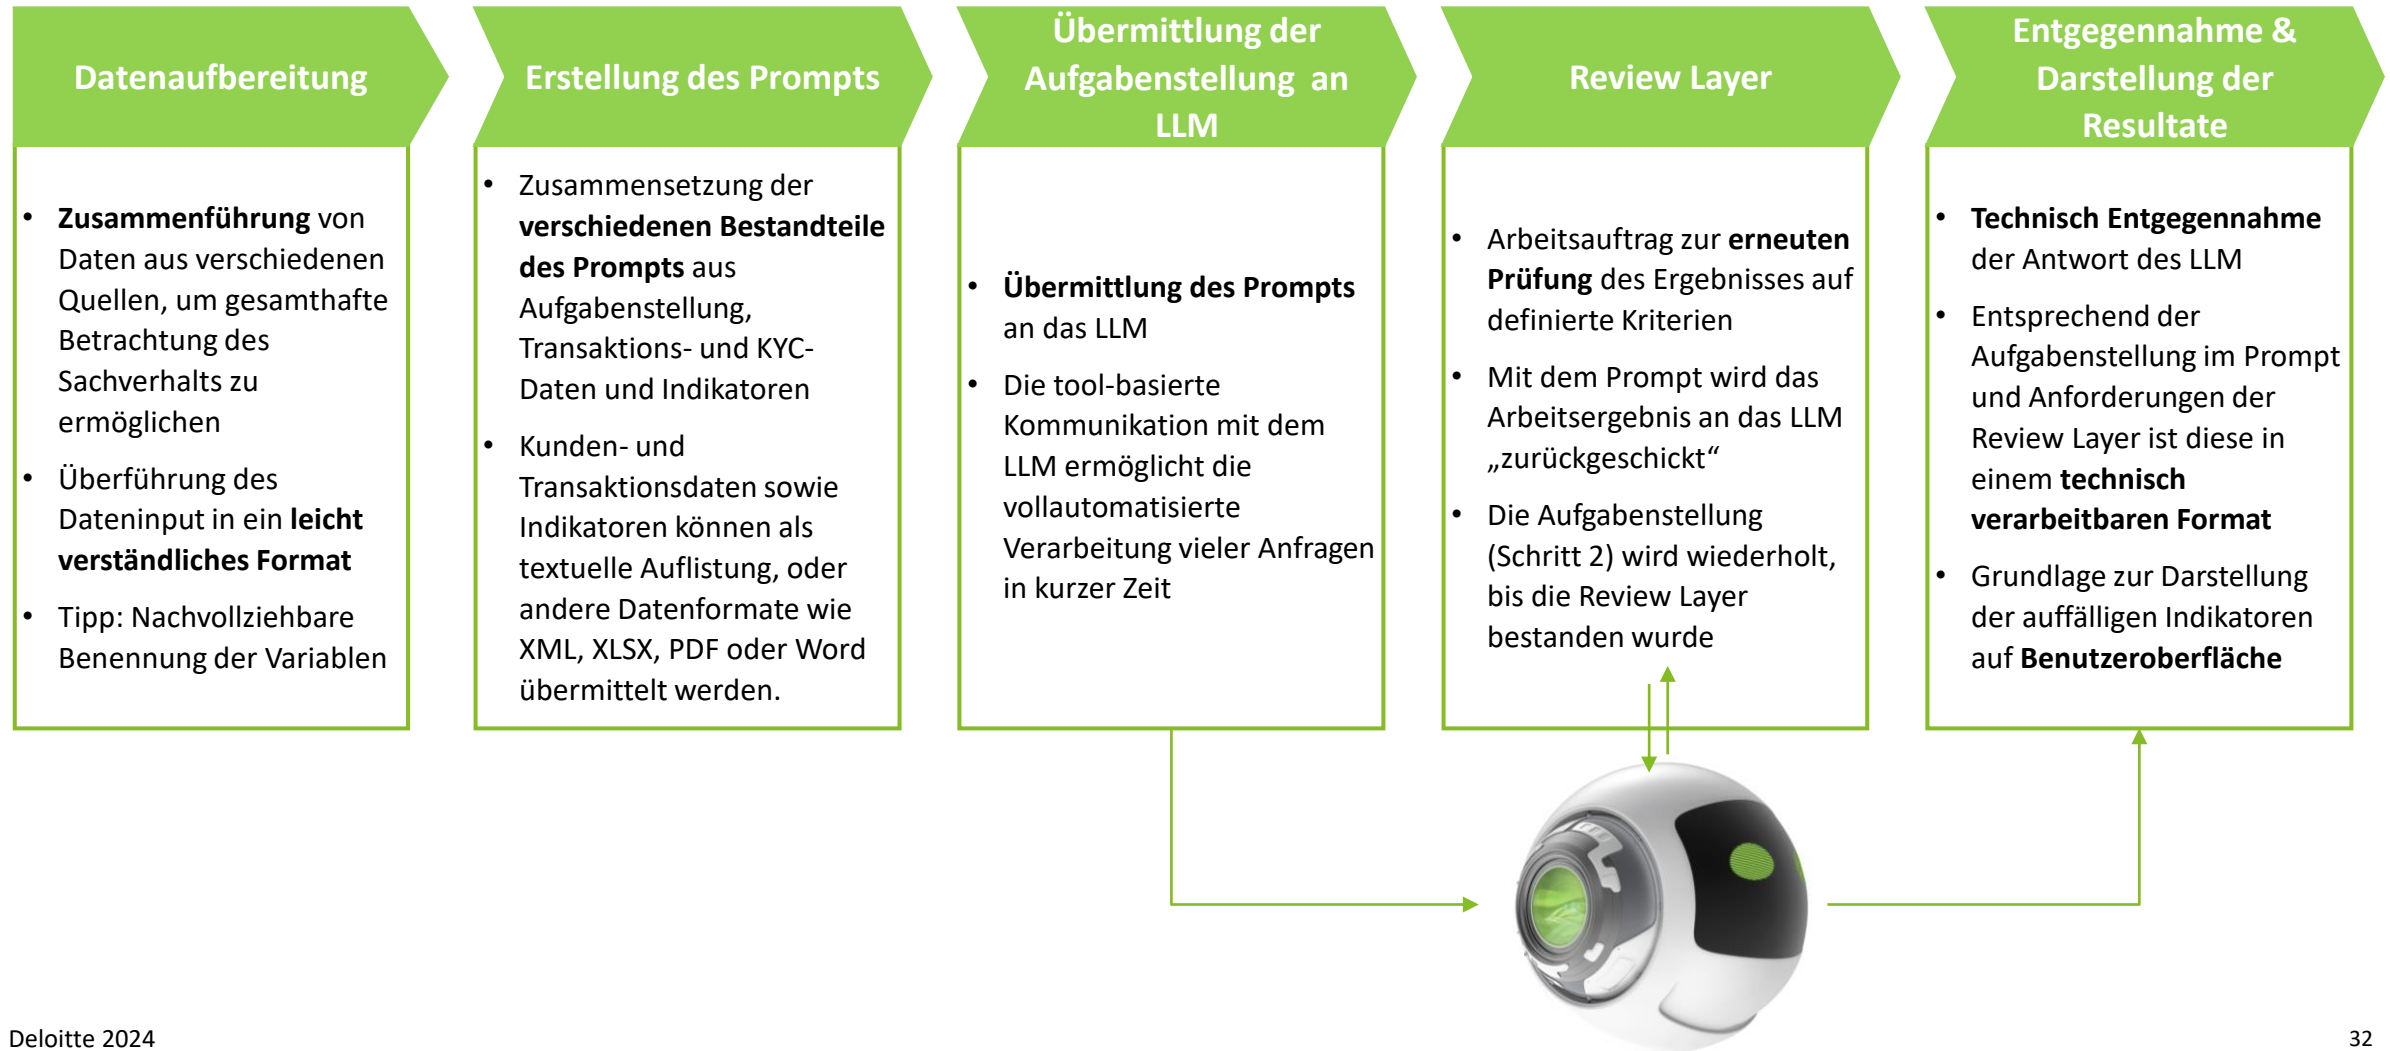 Datenaufbereitung
• Zusammenführung von
Daten aus verschiedenen
Quellen, um gesamthafte
Betrachtung des
Sachverhalts zu
ermöglichen
• Überführung des
Dateninput in ein leicht
verständliches Format
• Tipp: Nachvollziehbare
Benennung der Variablen
Erstellung des Prompts
• Zusammensetzung der
verschiedenen Bestandteile
des Prompts aus
Aufgabenstellung,
Transaktions- und KYC-
Daten und Indikatoren
• Kunden- und
Transaktionsdaten sowie
Indikatoren können als
textuelle Auflistung, oder
andere Datenformate wie
XML, XLSX, PDF oder Word
übermittelt werden.
Übermittlung der
Aufgabenstellung an
LLM
• Übermittlung des Prompts
an das LLM
• Die tool-basierte
Kommunikation mit dem
LLM ermöglicht die
vollautomatisierte
Verarbeitung vieler Anfragen
in kurzer Zeit
Review Layer
• Arbeitsauftrag zur erneuten
Prüfung des Ergebnisses auf
definierte Kriterien
• Mit dem Prompt wird das
Arbeitsergebnis an das LLM
„zurückgeschickt“
• Die Aufgabenstellung
(Schritt 2) wird wiederholt,
bis die Review Layer
bestanden wurde
Entgegennahme &
Darstellung der
Resultate
• Technisch Entgegennahme
der Antwort des LLM
• Entsprechend der
Aufgabenstellung im Prompt
und Anforderungen der
Review Layer ist diese in
einem technisch
verarbeitbaren Format
• Grundlage zur Darstellung
der auffälligen Indikatoren
auf Benutzeroberfläche
Deloitte 2024
32